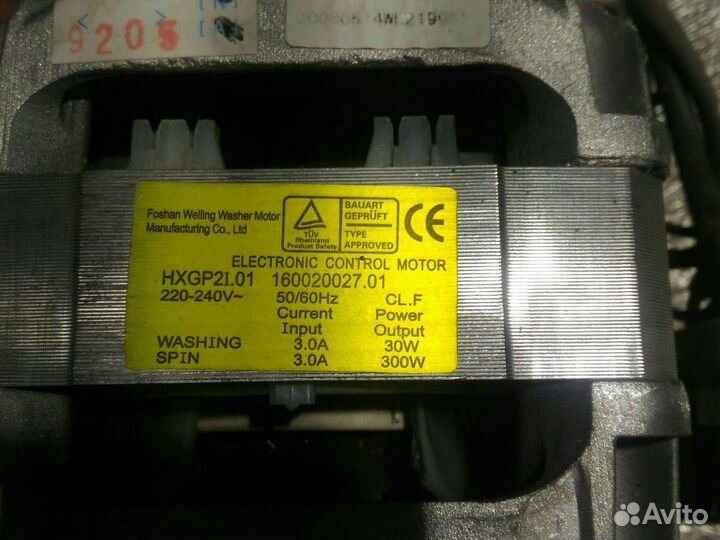 9205
Foshan Welling Washer Motor
Manufacturing Co., Ltd
TÜV
Rheinland
Product Safety
BAUART
GEPRÜFT
TYPE
APPROVED
CE
ELECTRONIC CONTROL MOTOR
HXGP2I.01 160020027.01
220-240V~ 50/60Hz CL.F
Current Power
Input Output
WASHING 3.0A 30W
SPIN 3.0A 300W
Avito